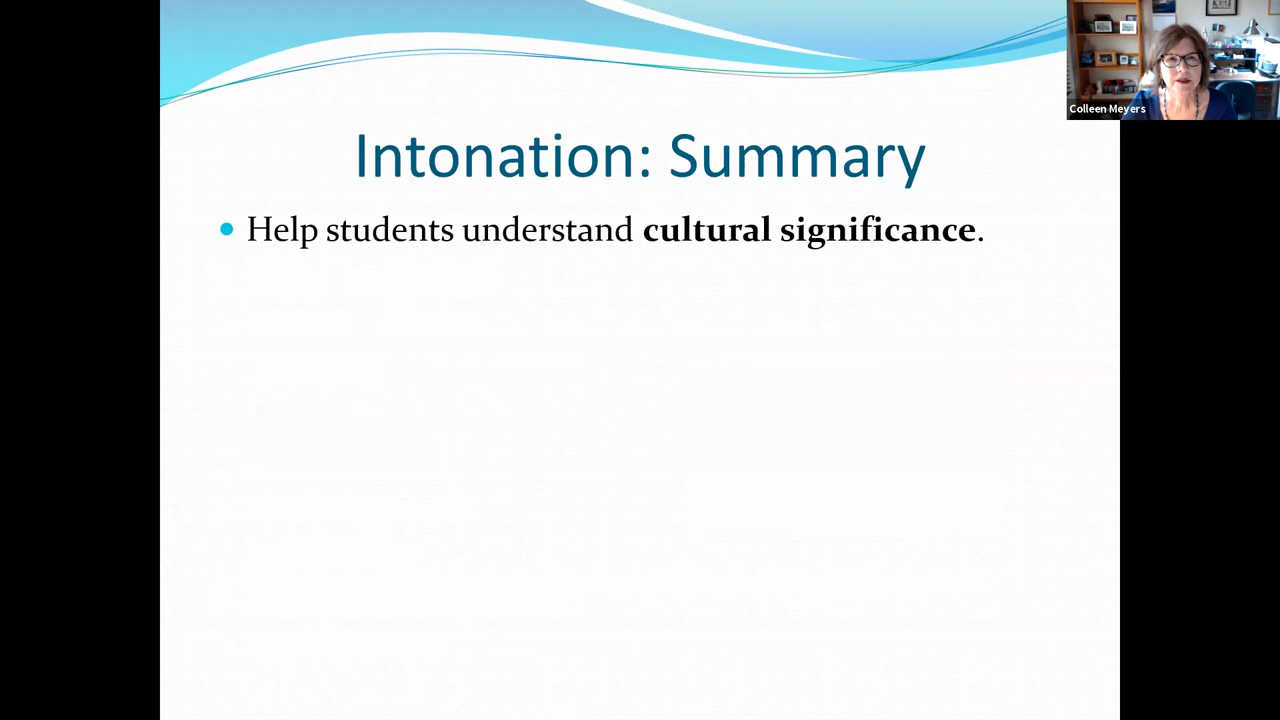 Colleen Meyers
Intonation: Summary
Help students understand cultural significance.